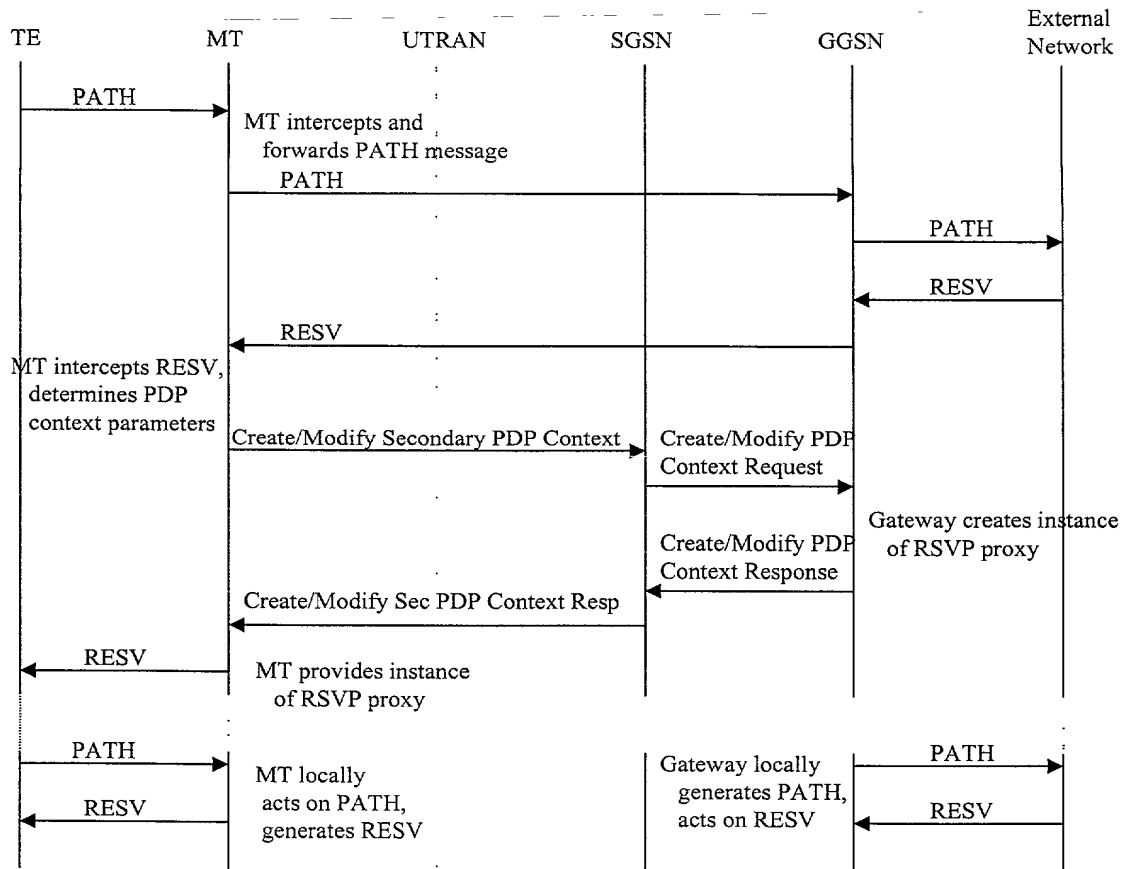 External
TE MT UTRAN SGSN GGSN Network
PATH
MT intercepts and
forwards PATH message
PATH
PATH
RESV
RESV
MT intercepts RESV,
determines PDP
context parameters
Create/Modify Secondary PDP Context
Create/Modify PDP
Context Request
Gateway creates instance
of RSVP proxy
Create/Modify PDP
Context Response
Create/Modify Sec PDP Context Resp
RESV
MT provides instance
of RSVP proxy
PATH
MT locally
acts on PATH,
generates RESV
RESV
Gateway locally
generates PATH,
acts on RESV
PATH
RESV